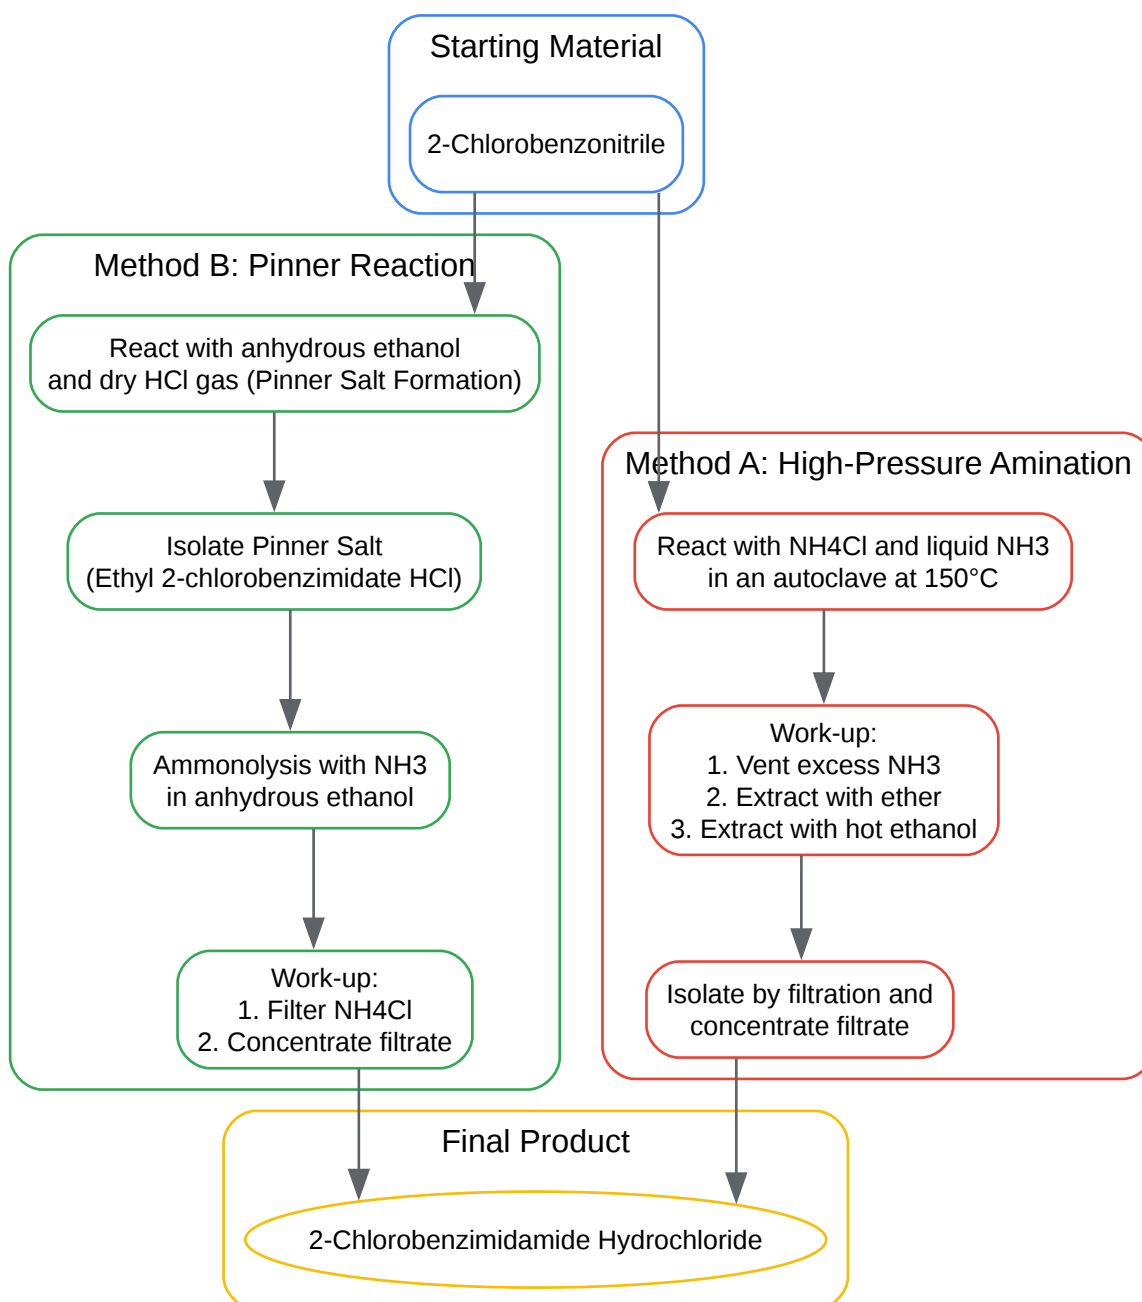 Starting Material
2-Chlorobenzonitrile
Method B: Pinner Reaction
React with anhydrous ethanol
and dry HCl gas (Pinner Salt Formation)
Isolate Pinner Salt
(Ethyl 2-chlorobenzimidate HCl)
Ammonolysis with NH3
in anhydrous ethanol
Work-up:
1. Filter NH4Cl
2. Concentrate filtrate
Method A: High-Pressure Amination
React with NH4Cl and liquid NH3
in an autoclave at 150°C
Work-up:
1. Vent excess NH3
2. Extract with ether
3. Extract with hot ethanol
Isolate by filtration and
concentrate filtrate
Final Product
2-Chlorobenzimidamide Hydrochloride